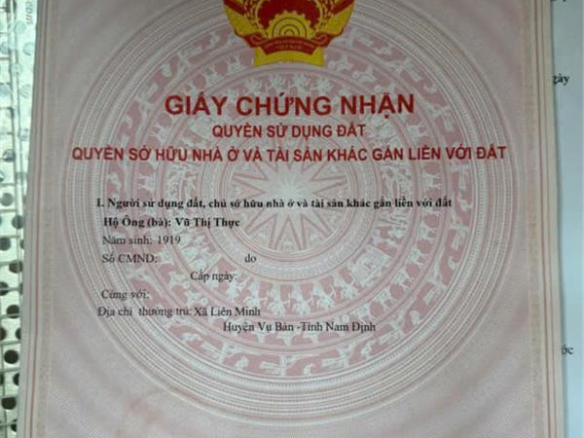 GIẤY CHỨNG NHẬN
QUYỀN SỬ DỤNG ĐẤT
QUYỀN SỞ HỮU NHÀ Ở VÀ TÀI SẢN KHÁC GẮN LIỀN VỚI ĐẤT
I. Người sử dụng đất, chủ sở hữu nhà ở và tài sản khác gắn liền với đất
Hộ Ông (bà): Vũ Thị Thực
Năm sinh: 1919
Số CMND: do
Cấp ngày:
Cùng với:
Địa chỉ thường trú: Xã Liên Minh
Huyện Vụ Bản -Tỉnh Nam Định